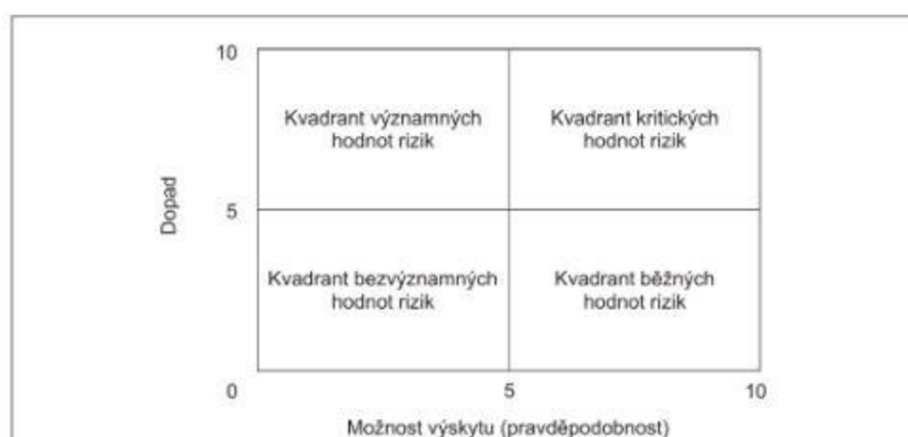 10
Kvadrant významných
hodnot rizik
Kvadrant kritických
hodnot rizik
Dopad
5
Kvadrant bezvýznamných
hodnot rizik
Kvadrant běžných
hodnot rizik
0
5
10
Možnost výskytu (pravděpodobnost)